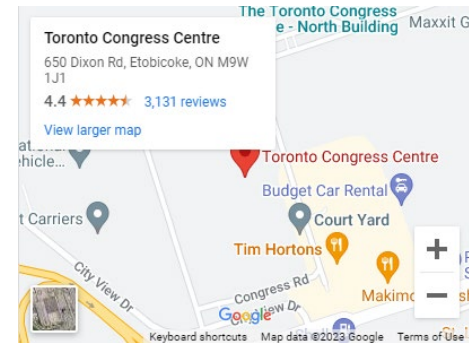 The Toronto Congress
e - North Building
Maxxit G
Toronto Congress Centre
650 Dixon Rd, Etobicoke, ON M9W
1J1
4.4
3,131 reviews
View larger map
ehicle...
Toronto Congress Centre
Budget Car Rental
t Carriers
Court Yard
Tim Hortons
City View Dr
Congress Rd
Makimo
Google
Keyboard shortcuts
Map data ©2023 Google
Terms of Use